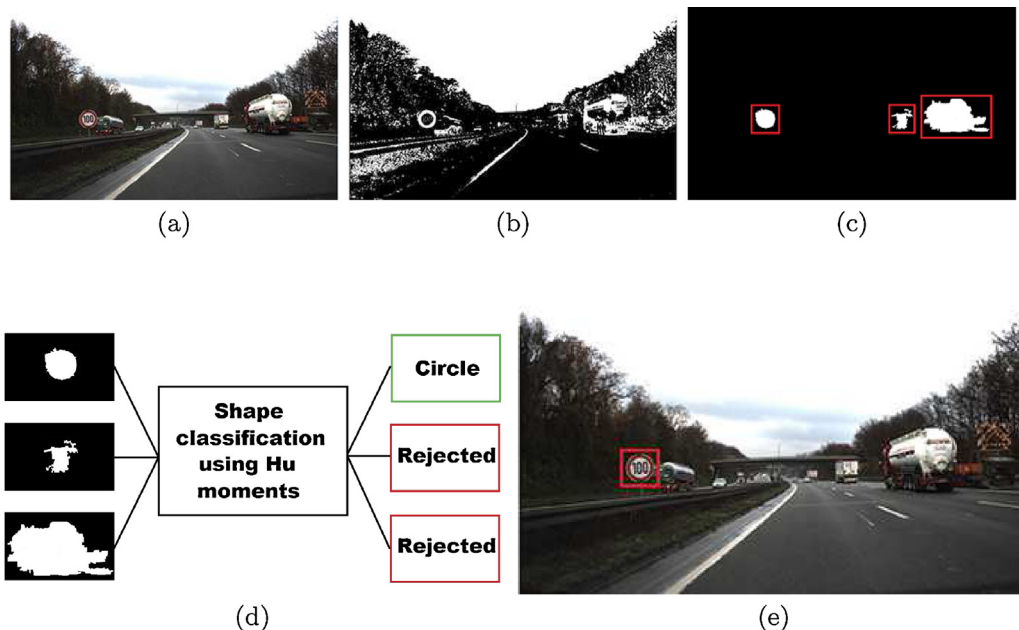 100
(a)
(b)
(c)
Shape
classification
using Hu
moments
Circle
Rejected
Rejected
(d)
100
(e)